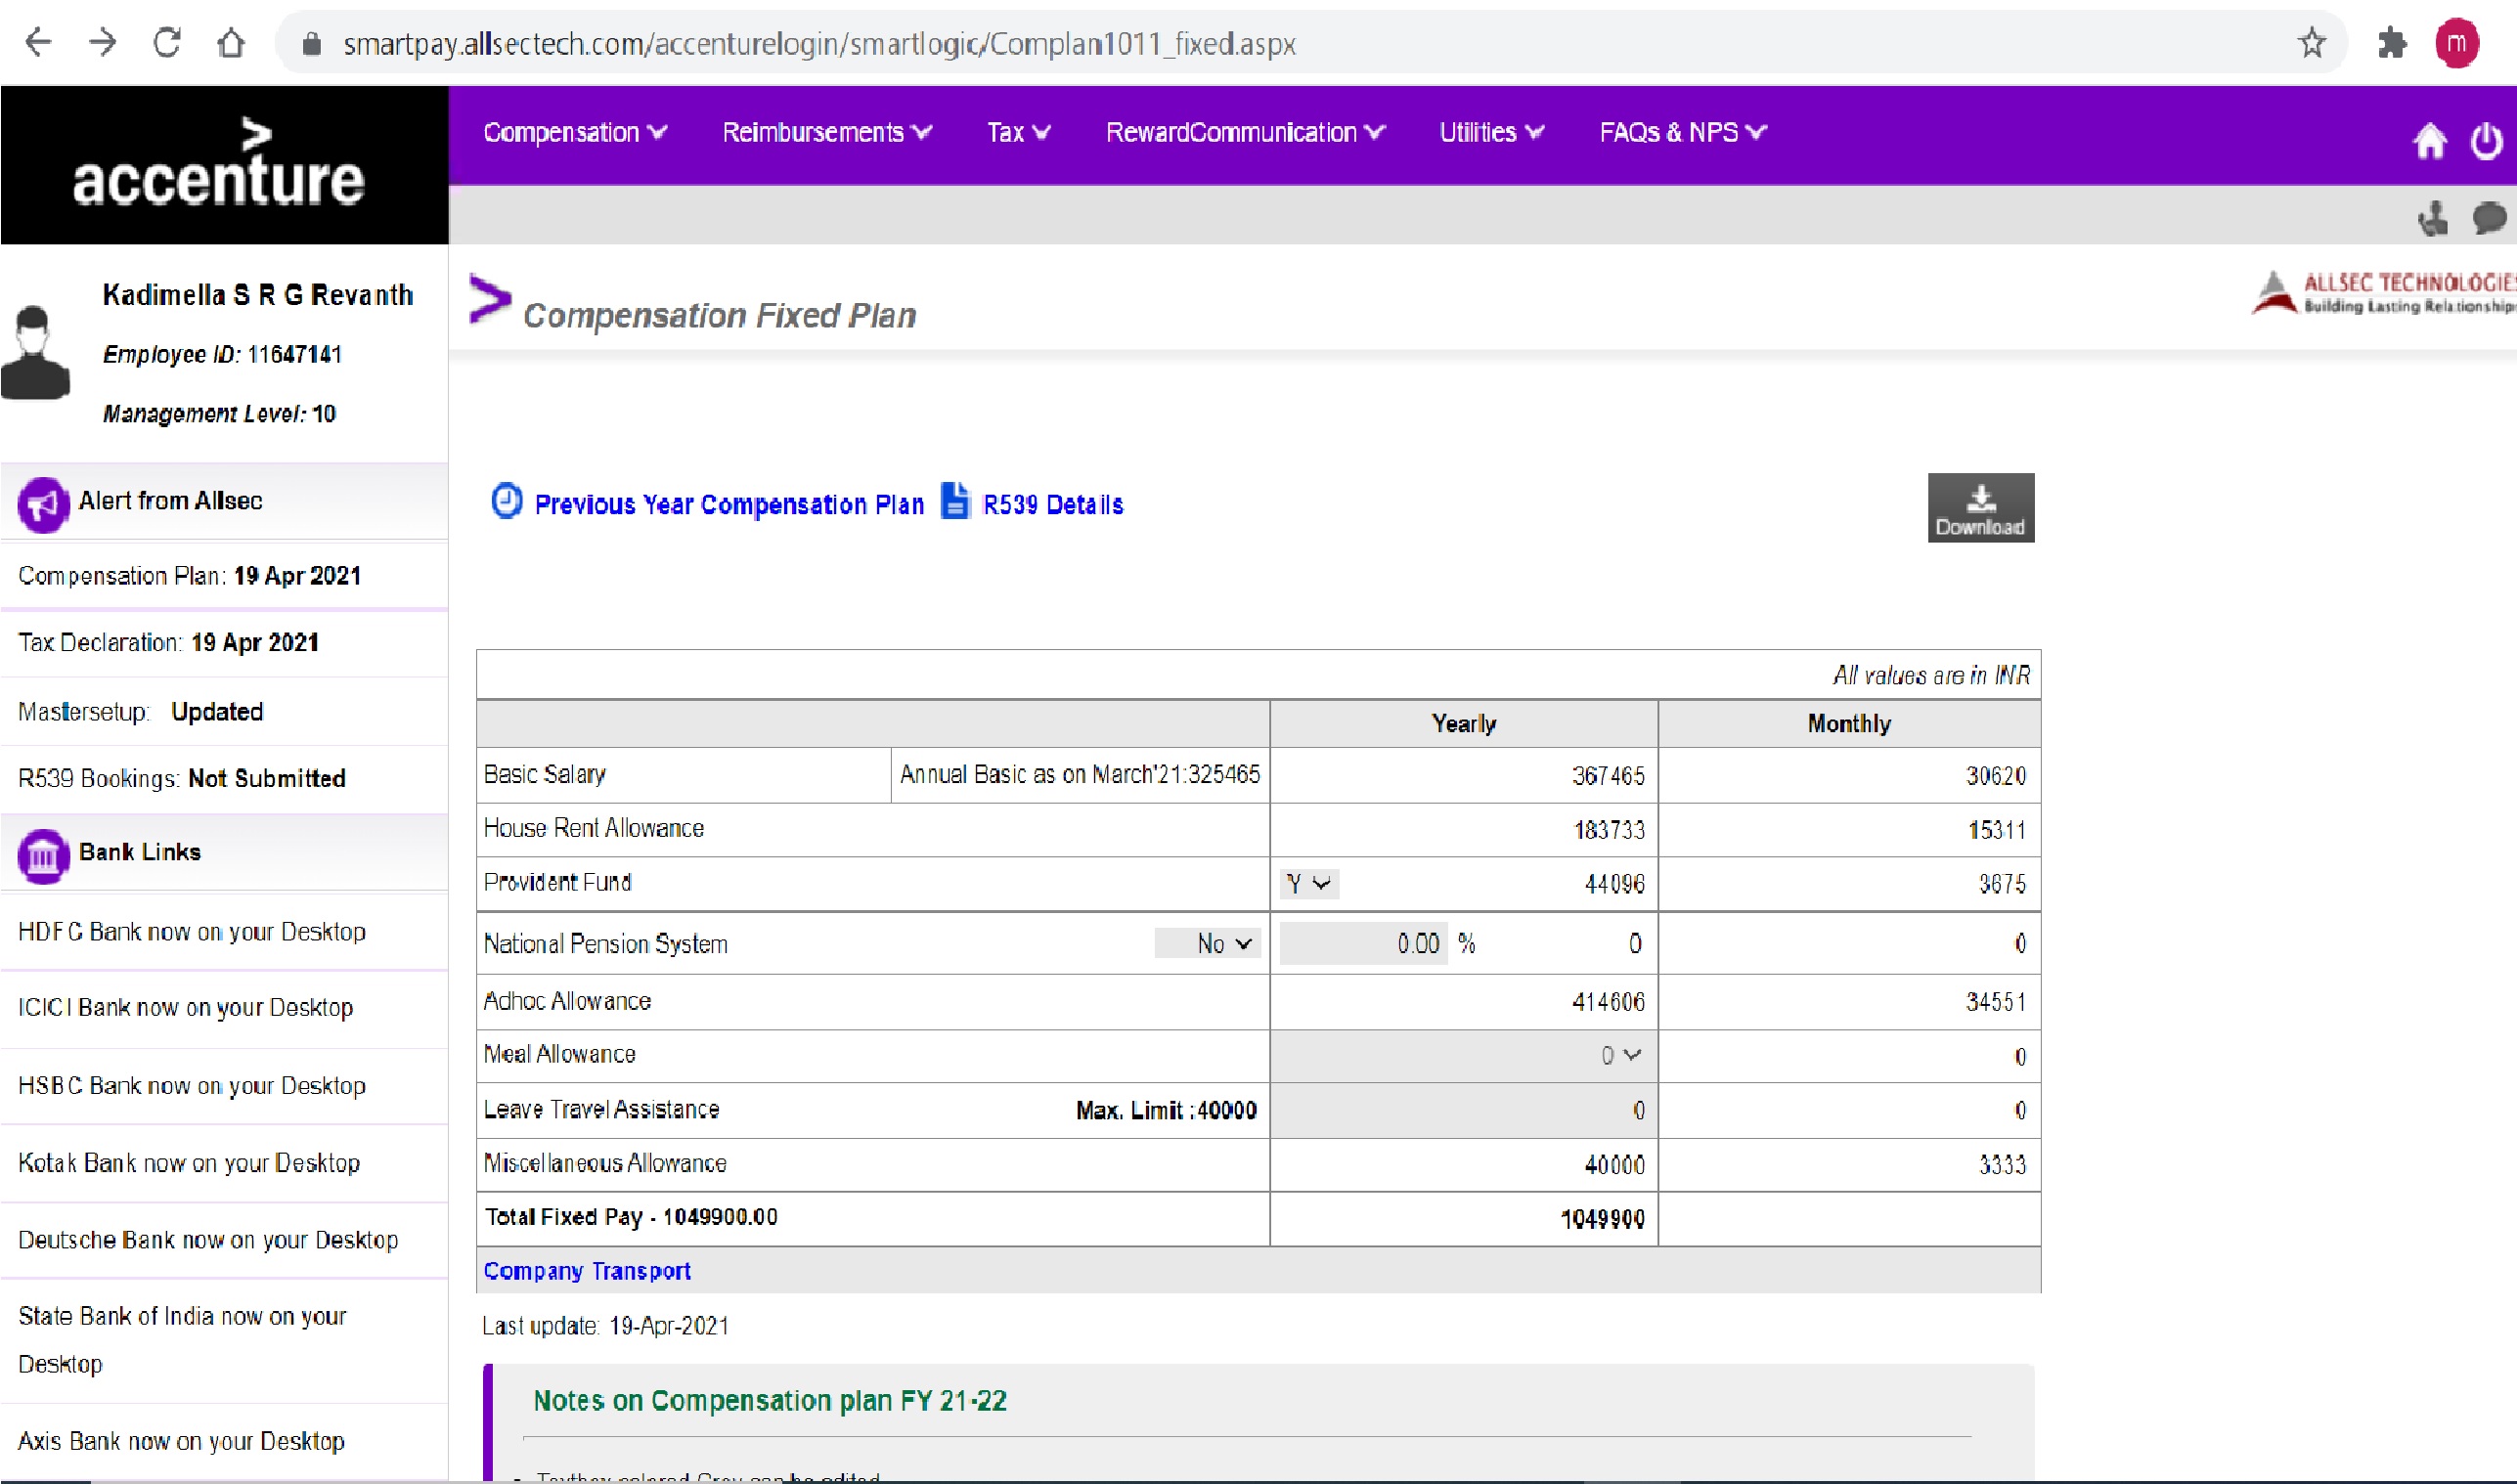 smartpay.allsectech.com/accenturelogin/smartlogic/Complan1011_fixed.aspx
m
accenture
Compensation Reimbursements Tax RewardCommunication Utilities FAQs & NPS
Kadimella S R G Revanth
Employee ID: 11647141
Management Level: 10
Alert from Allsec
Compensation Plan: 19 Apr 2021
Tax Declaration: 19 Apr 2021
Mastersetup: Updated
R539 Bookings: Not Submitted
Bank Links
HDFC Bank now on your Desktop
ICICI Bank now on your Desktop
HSBC Bank now on your Desktop
Kotak Bank now on your Desktop
Deutsche Bank now on your Desktop
State Bank of India now on your
Desktop
Axis Bank now on your Desktop
Compensation Fixed Plan
ALLSEC TECHNOLOGIES
Building Lasting Relationship
Previous Year Compensation Plan R539 Details
Download
All values are in INR
Yearly Monthly
Basic Salary Annual Basic as on March'21:325465 367465 30620
House Rent Allowance 183733 15311
Provident Fund Y 44096 3675
National Pension System No 0.00 % 0 0
Adhoc Allowance 414606 34551
Meal Allowance 0 0
Leave Travel Assistance Max. Limit :40000 0 0
Miscellaneous Allowance 40000 3333
Total Fixed Pay - 1049900.00 1049900
Company Transport
Last update: 19-Apr-2021
Notes on Compensation plan FY 21-22